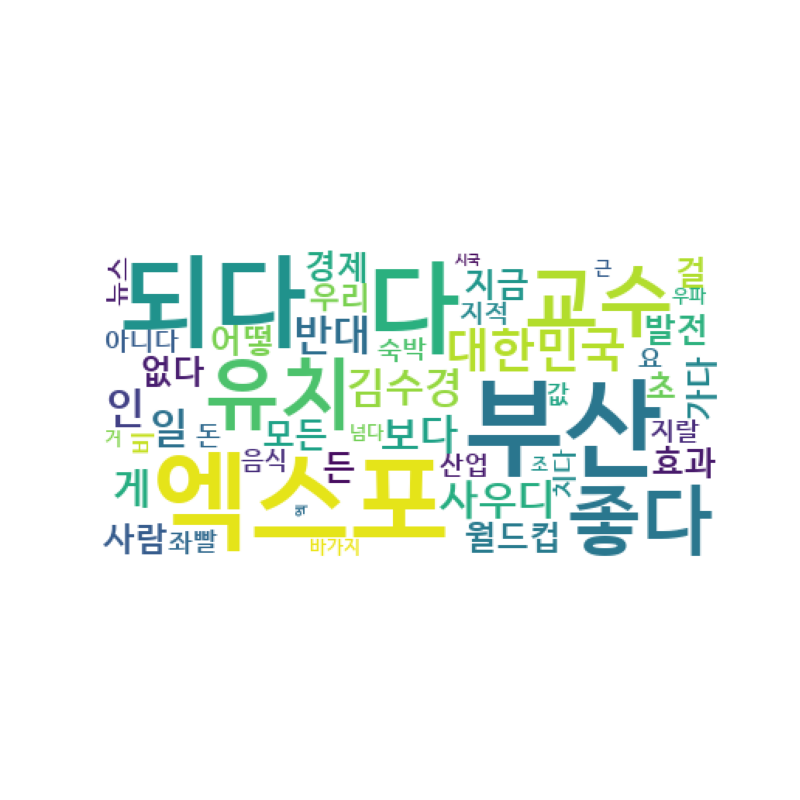 뉴스
되다
경제
다
시국
지금
교수
근
걸
우파
우리
지적
발전
아니다
어떻
반대
숙박
대한민국
요
없다
유치
김수경
부산
값
초
가다
인
일
돈
모든
넘다
보다
지랄
거
비
음식
든
산업
조
치다
효과
게
엑스포
엑
사우디
좋다
사람
좌빨
바가지
월드컵